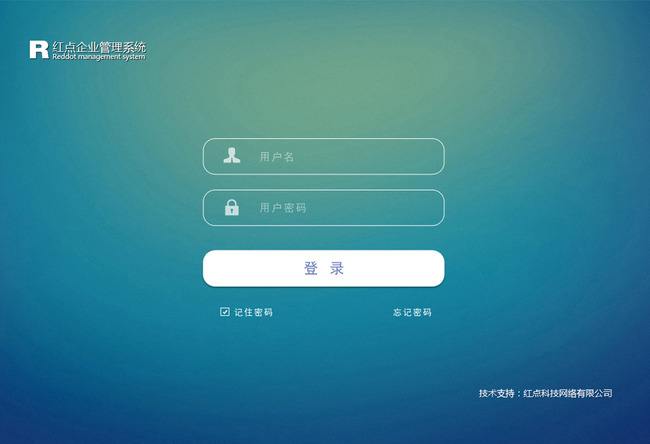 R 红点企业管理系统
Reddot management system
用户名
用户密码
登 录
记住密码 忘记密码
技术支持：红点科技网络有限公司